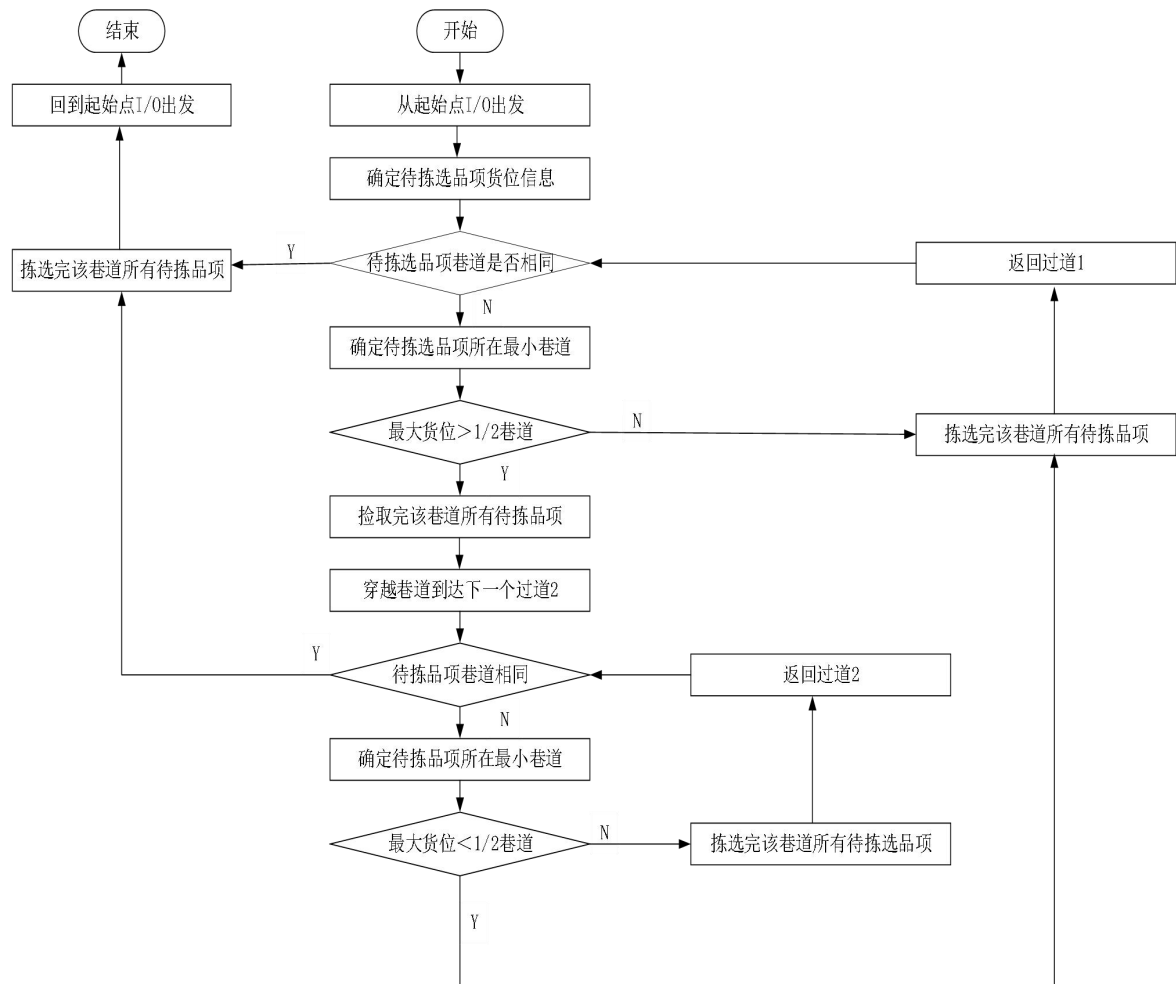 结束
开始
回到起始点I/O出发
从起始点I/O出发
确定待拣选品项货位信息
Y
拣选完该巷道所有待拣品项
待拣选品项巷道是否相同
返回过道1
N
确定待拣选品项所在最小巷道
最大货位>1/2巷道
N
拣选完该巷道所有待拣品项
Y
捡取完该巷道所有待拣品项
穿越巷道到达下一个过道2
Y
待拣品项巷道相同
返回过道2
N
确定待拣品项所在最小巷道
最大货位<1/2巷道
N
拣选完该巷道所有待拣选品项
Y